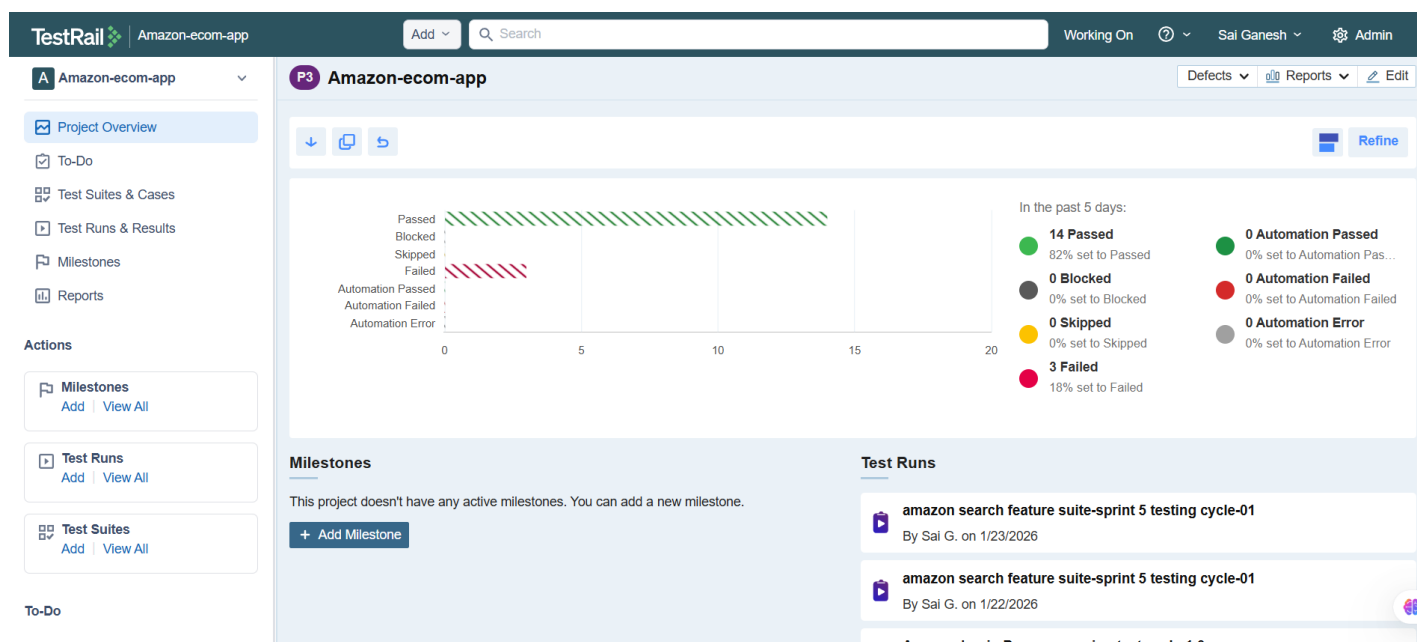 TestRail Amazon-ecom-app Add Search Working On Sai Ganesh Admin
A Amazon-ecom-app
Project Overview
To-Do
Test Suites & Cases
Test Runs & Results
Milestones
Reports
Actions
Milestones
Add View All
Test Runs
Add View All
Test Suites
Add View All
To-Do
P3 Amazon-ecom-app
Defects Reports Edit
Refine
Passed
Blocked
Skipped
Failed
Automation Passed
Automation Failed
Automation Error
0 5 10 15 20
In the past 5 days:
14 Passed
82% set to Passed
0 Blocked
0% set to Blocked
0 Skipped
0% set to Skipped
3 Failed
18% set to Failed
0 Automation Passed
0% set to Automation Pas...
0 Automation Failed
0% set to Automation Failed
0 Automation Error
0% set to Automation Error
Milestones
This project doesn't have any active milestones. You can add a new milestone.
+ Add Milestone
Test Runs
amazon search feature suite-sprint 5 testing cycle-01
By Sai G. on 1/23/2026
amazon search feature suite-sprint 5 testing cycle-01
By Sai G. on 1/22/2026